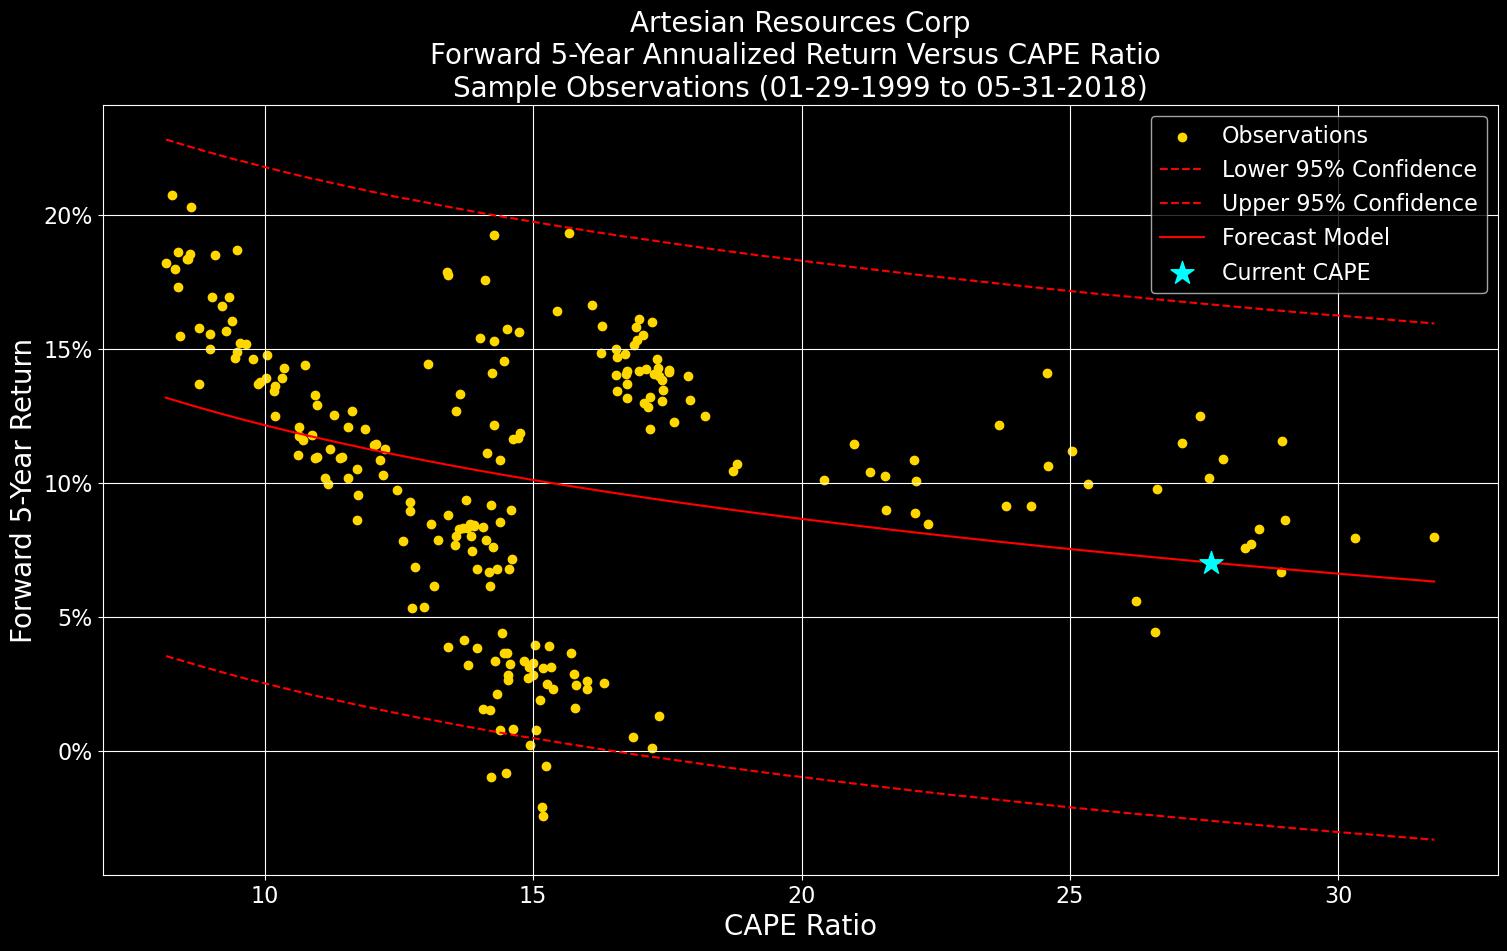 Artesian Resources Corp
Forward 5-Year Annualized Return Versus CAPE Ratio
Sample Observations (01-29-1999 to 05-31-2018)
Observations
Lower 95% Confidence
Upper 95% Confidence
Forecast Model
Current CAPE
Forward 5-Year Return
20%
15%
10%
5%
0%
10 15 20 25 30
CAPE Ratio